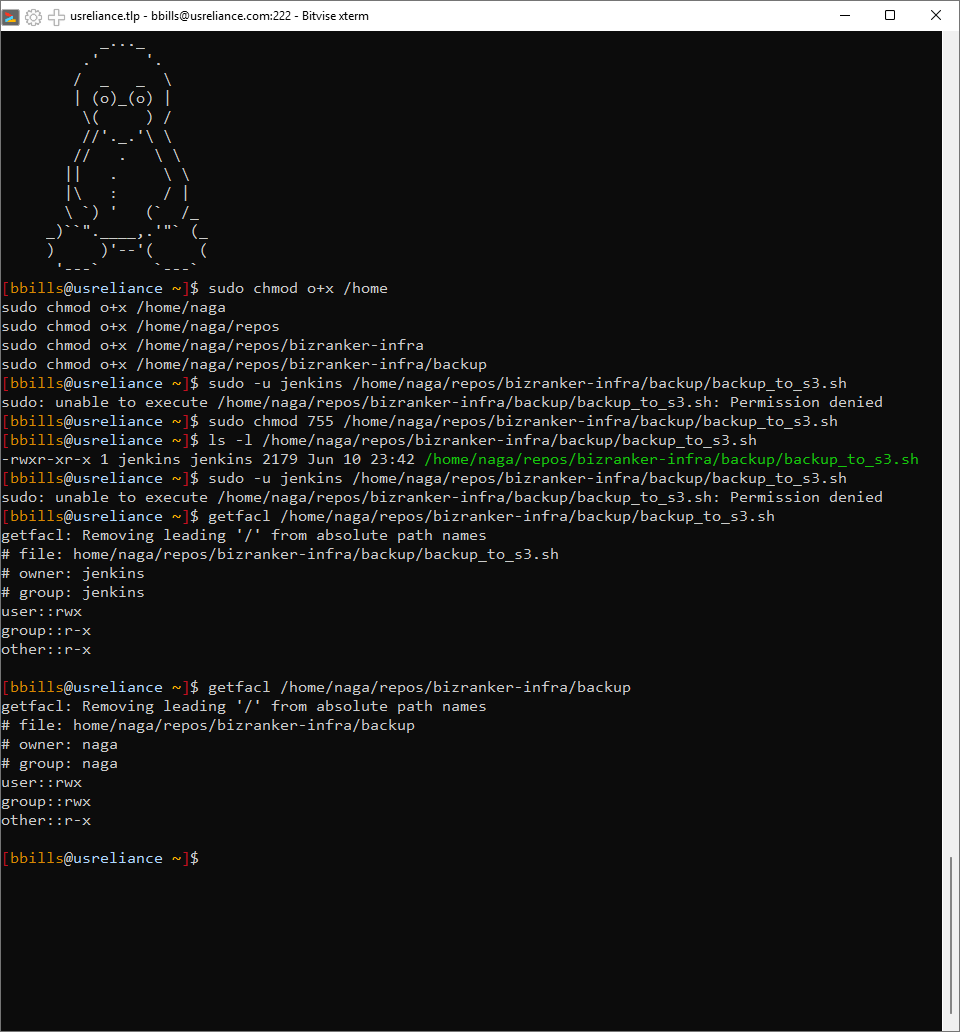 usreliance.tlp - bbills@usreliance.com:222 - Bitvise xterm
[bbills@usreliance ~]$ sudo chmod o+x /home
sudo chmod o+x /home/naga
sudo chmod o+x /home/naga/repos
sudo chmod o+x /home/naga/repos/bizranker-infra
sudo chmod o+x /home/naga/repos/bizranker-infra/backup
[bbills@usreliance ~]$ sudo -u jenkins /home/naga/repos/bizranker-infra/backup/backup_to_s3.sh
sudo: unable to execute /home/naga/repos/bizranker-infra/backup/backup_to_s3.sh: Permission denied
[bbills@usreliance ~]$ sudo chmod 755 /home/naga/repos/bizranker-infra/backup/backup_to_s3.sh
[bbills@usreliance ~]$ ls -l /home/naga/repos/bizranker-infra/backup/backup_to_s3.sh
-rwxr-xr-x 1 jenkins jenkins 2179 Jun 10 23:42 /home/naga/repos/bizranker-infra/backup/backup_to_s3.sh
[bbills@usreliance ~]$ sudo -u jenkins /home/naga/repos/bizranker-infra/backup/backup_to_s3.sh
sudo: unable to execute /home/naga/repos/bizranker-infra/backup/backup_to_s3.sh: Permission denied
[bbills@usreliance ~]$ getfacl /home/naga/repos/bizranker-infra/backup/backup_to_s3.sh
getfacl: Removing leading '/' from absolute path names
# file: home/naga/repos/bizranker-infra/backup/backup_to_s3.sh
# owner: jenkins
# group: jenkins
user::rwx
group::r-x
other::r-x
[bbills@usreliance ~]$ getfacl /home/naga/repos/bizranker-infra/backup
getfacl: Removing leading '/' from absolute path names
# file: home/naga/repos/bizranker-infra/backup
# owner: naga
# group: naga
user::rwx
group::rwx
other::r-x
[bbills@usreliance ~]$